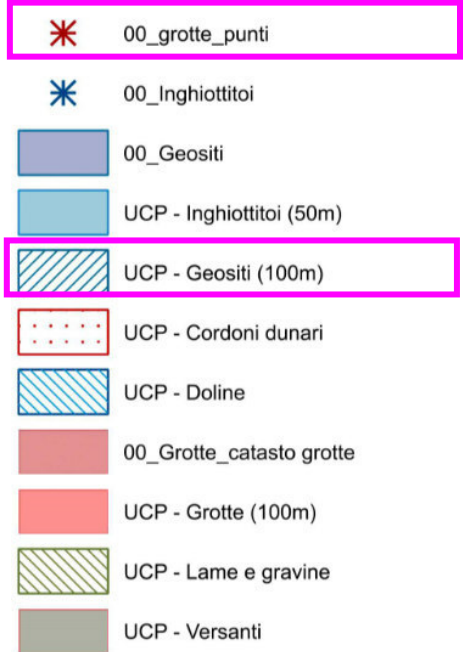 00_grotte_punti
00_Inghiottitoi
00_Geositi
UCP - Inghiottitoi (50m)
UCP - Geositi (100m)
UCP - Cordoni dunari
UCP - Doline
00_Grotte_catasto grotte
UCP - Grotte (100m)
UCP - Lame e gravine
UCP - Versanti